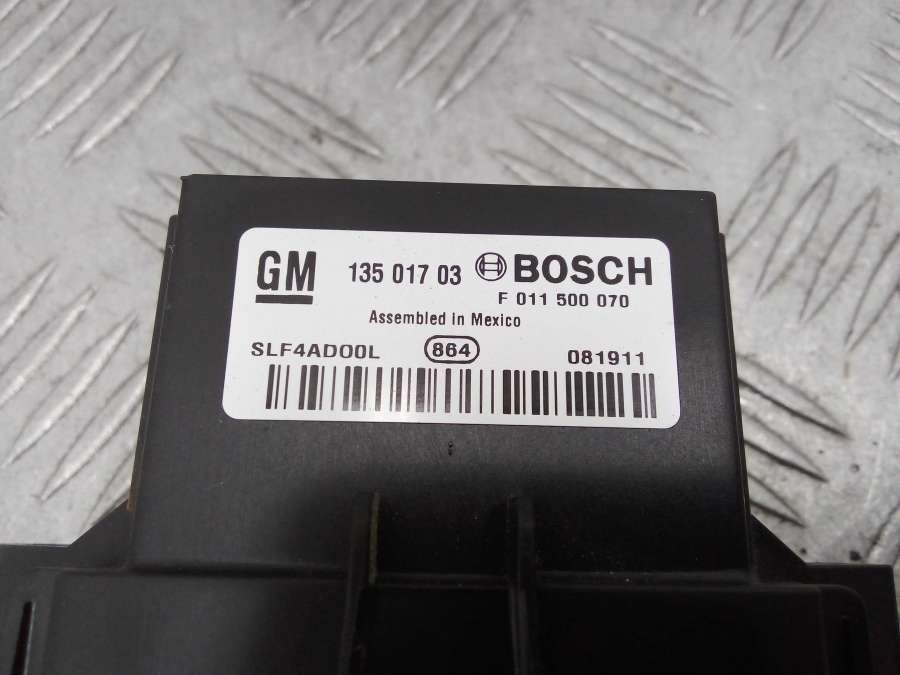 GM 135 017 03 BOSCH
F 011 500 070
Assembled in Mexico
SLF4AD00L 864 081911